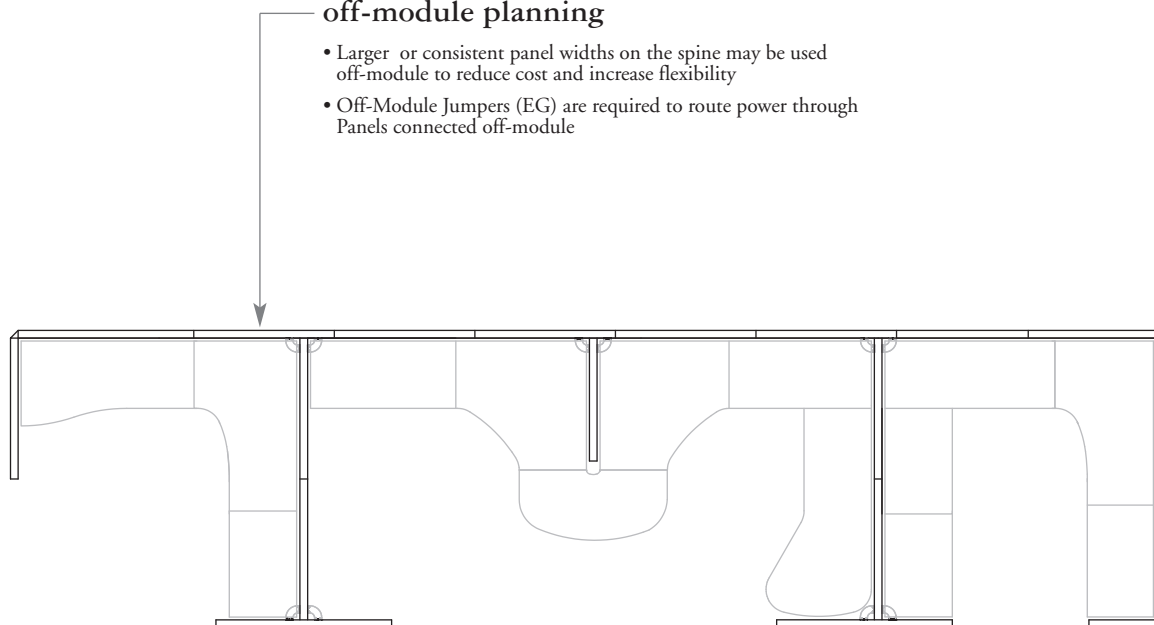 off-module planning
• Larger  or consistent panel widths on the spine may be used
off-module to reduce cost and increase flexibility
• Off-Module Jumpers (EG) are required to route power through
Panels connected off-module